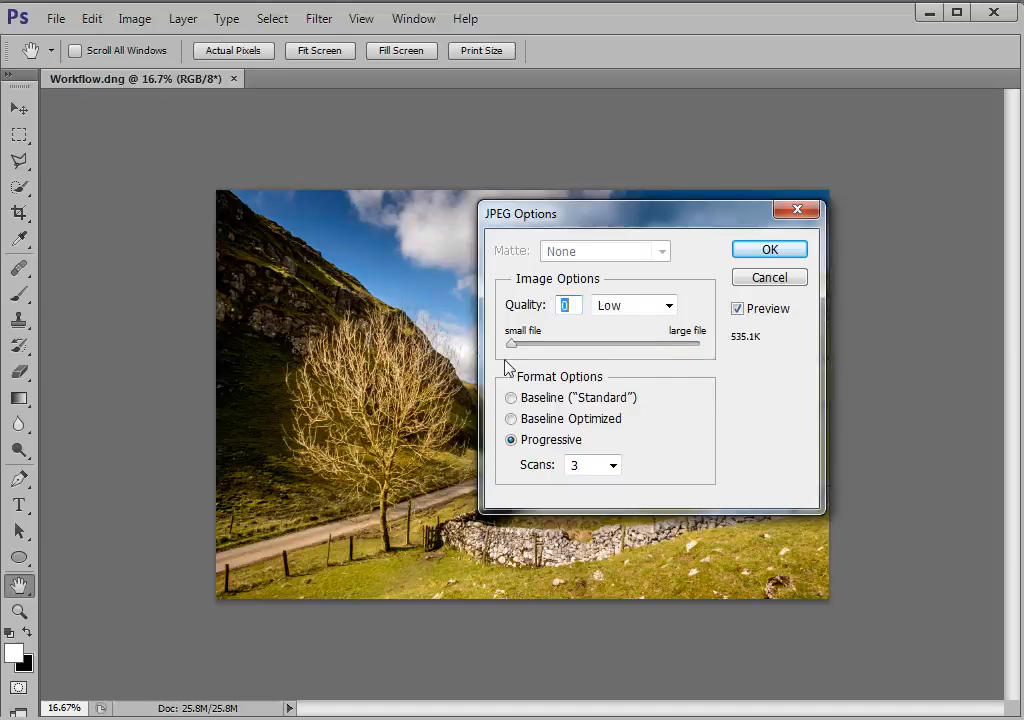 Ps File Edit Image Layer Type Select Filter View Window Help
Scroll All Windows Actual Pixels Fit Screen Fill Screen Print Size
Workflow.dng @ 16.7% (RGB/8*) ×
JPEG Options
Matte: None
OK
Image Options
Cancel
Quality: 0 Low
Preview
small file large file
535.1K
Format Options
Baseline ("Standard")
Baseline Optimized
Progressive
Scans: 3
T
16.67% Doc: 25.8M/25.8M